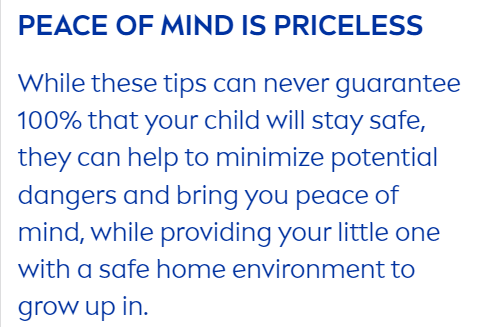 PEACE OF MIND IS PRICELESS
While these tips can never guarantee
100% that your child will stay safe,
they can help to minimize potential
dangers and bring you peace of
mind, while providing your little one
with a safe home environment to
grow up in.